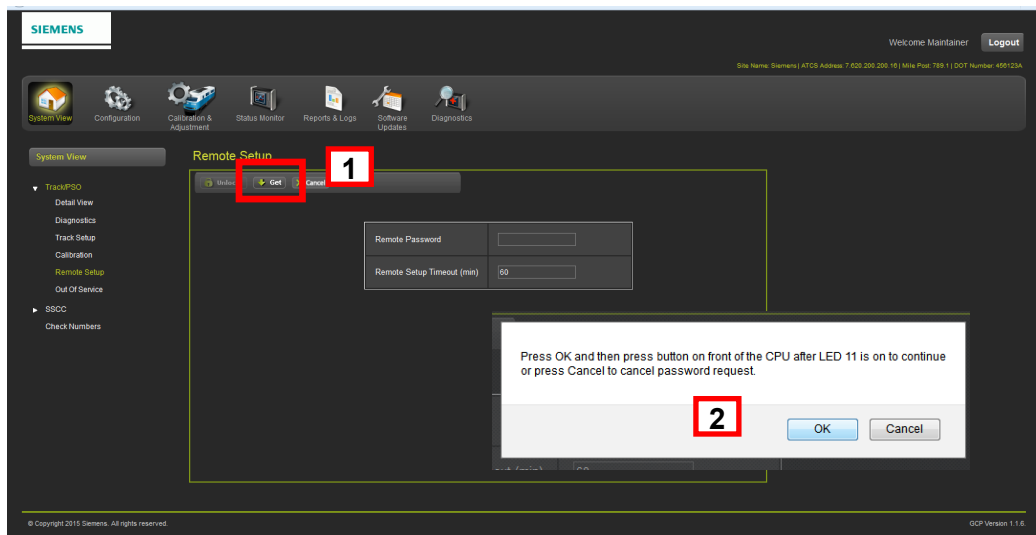 SIEMENS
Welcome Maintainer
Logout
Site Name: Siemens | ATCS Address: 7.620.200.200.16 | Mile Post: 789.1 | DOT Number: 456123A
System View
Configuration
Calibration &
Adjustment
Status Monitor
Reports & Logs
Software
Updates
Diagnostics
System View
Remote Setup
1
Get
Cancel
Track/PSO
Detail View
Diagnostics
Track Setup
Calibration
Remote Setup
Out Of Service
SSCC
Check Numbers
Remote Password
Remote Setup Timeout (min)
60
Press OK and then press button on front of the CPU after LED 11 is on to continue
or press Cancel to cancel password request.
2
OK
Cancel
60
© Copyright 2015 Siemens. All rights reserved.
GCP Version 1.1.6.